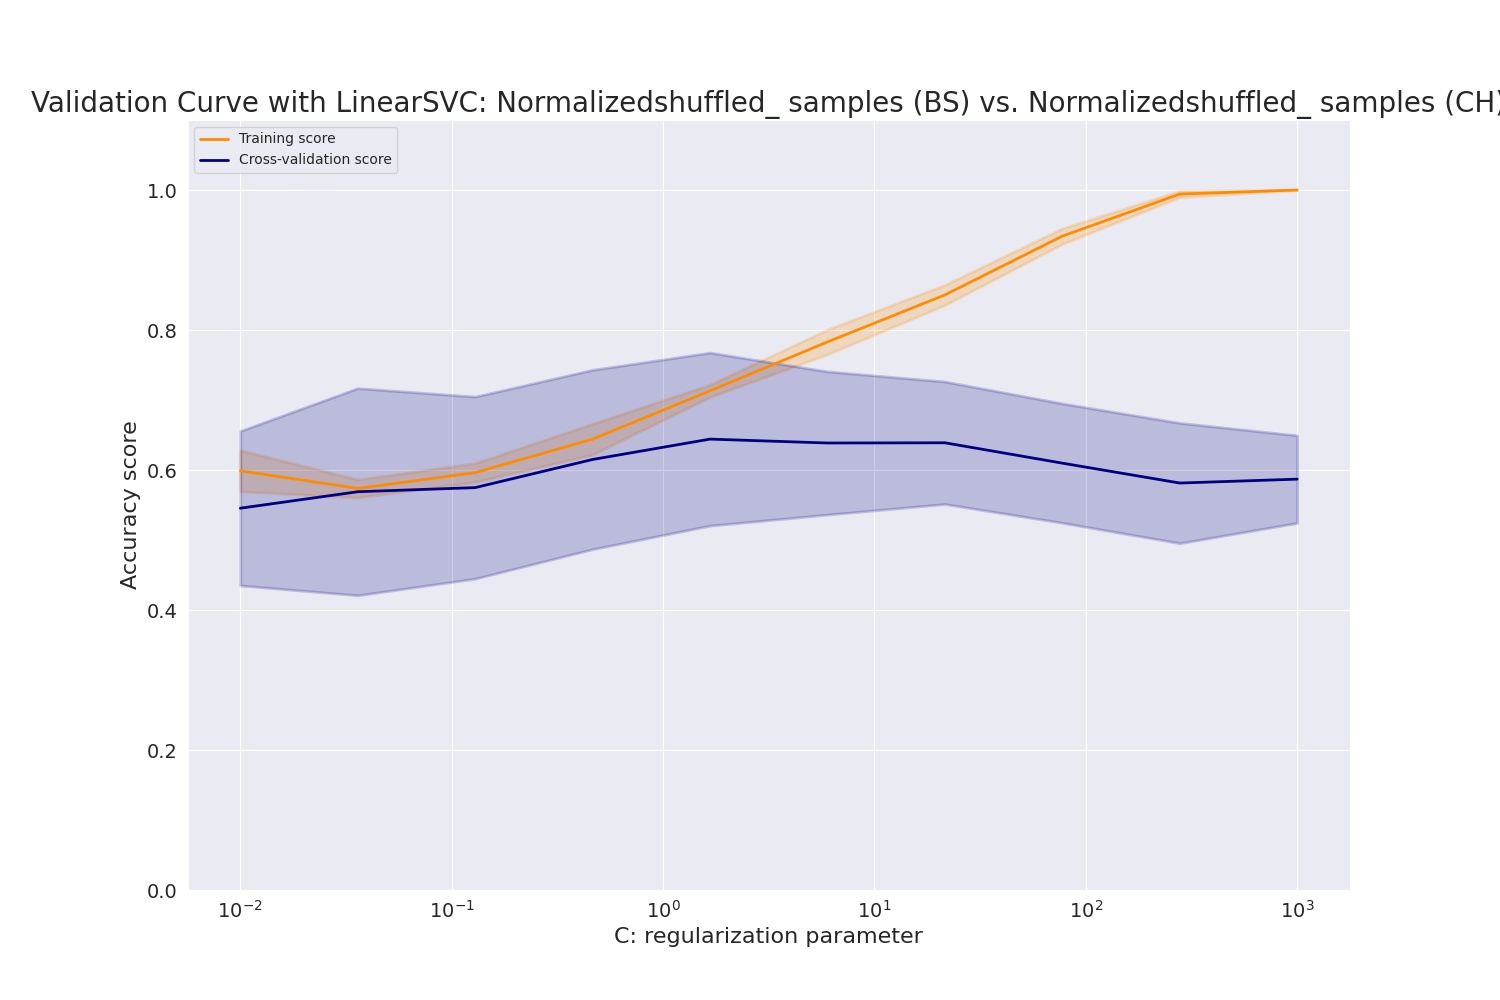 Validation Curve with LinearSVC: Normalizedshuffled_ samples (BS) vs. Normalizedshuffled_ samples (CH)
Training score
Cross-validation score
1.0
0.8
0.6
0.4
0.2
0.0
Accuracy score
10⁻² 10⁻¹ 10⁰ 10¹ 10² 10³
C: regularization parameter